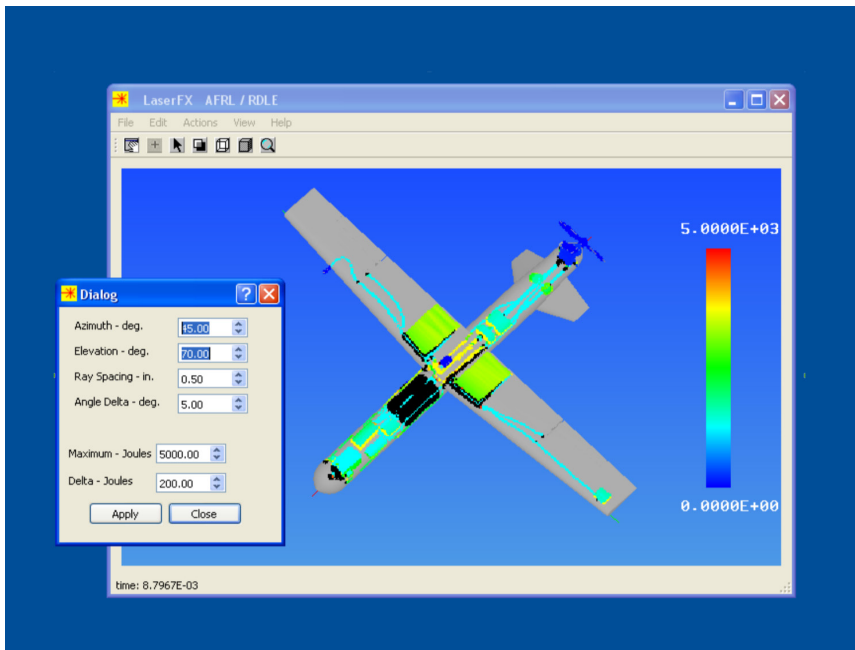 LaserFX AFRL / RDLE
File Edit Actions View Help
5.0000E+03
Dialog
Azimuth - deg. 45.00
Elevation - deg. 70.00
Ray Spacing - in. 0.50
Angle Delta - deg. 5.00
Maximum - Joules 5000.00
Delta - Joules 200.00
Apply Close
0.0000E+00
time: 8.7967E-03